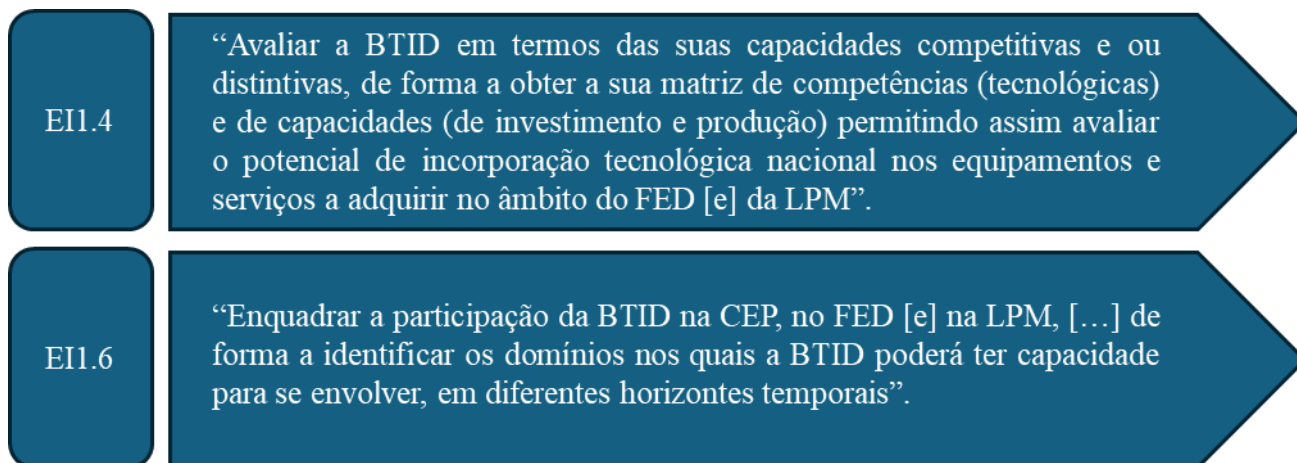 EI1.4
“Avaliar a BTID em termos das suas capacidades competitivas e ou
distintivas, de forma a obter a sua matriz de competências (tecnológicas)
e de capacidades (de investimento e produção) permitindo assim avaliar
o potencial de incorporação tecnológica nacional nos equipamentos e
serviços a adquirir no âmbito do FED [e] da LPM”.
EI1.6
“Enquadrar a participação da BTID na CEP, no FED [e] na LPM, […] de
forma a identificar os domínios nos quais a BTID poderá ter capacidade
para se envolver, em diferentes horizontes temporais”.